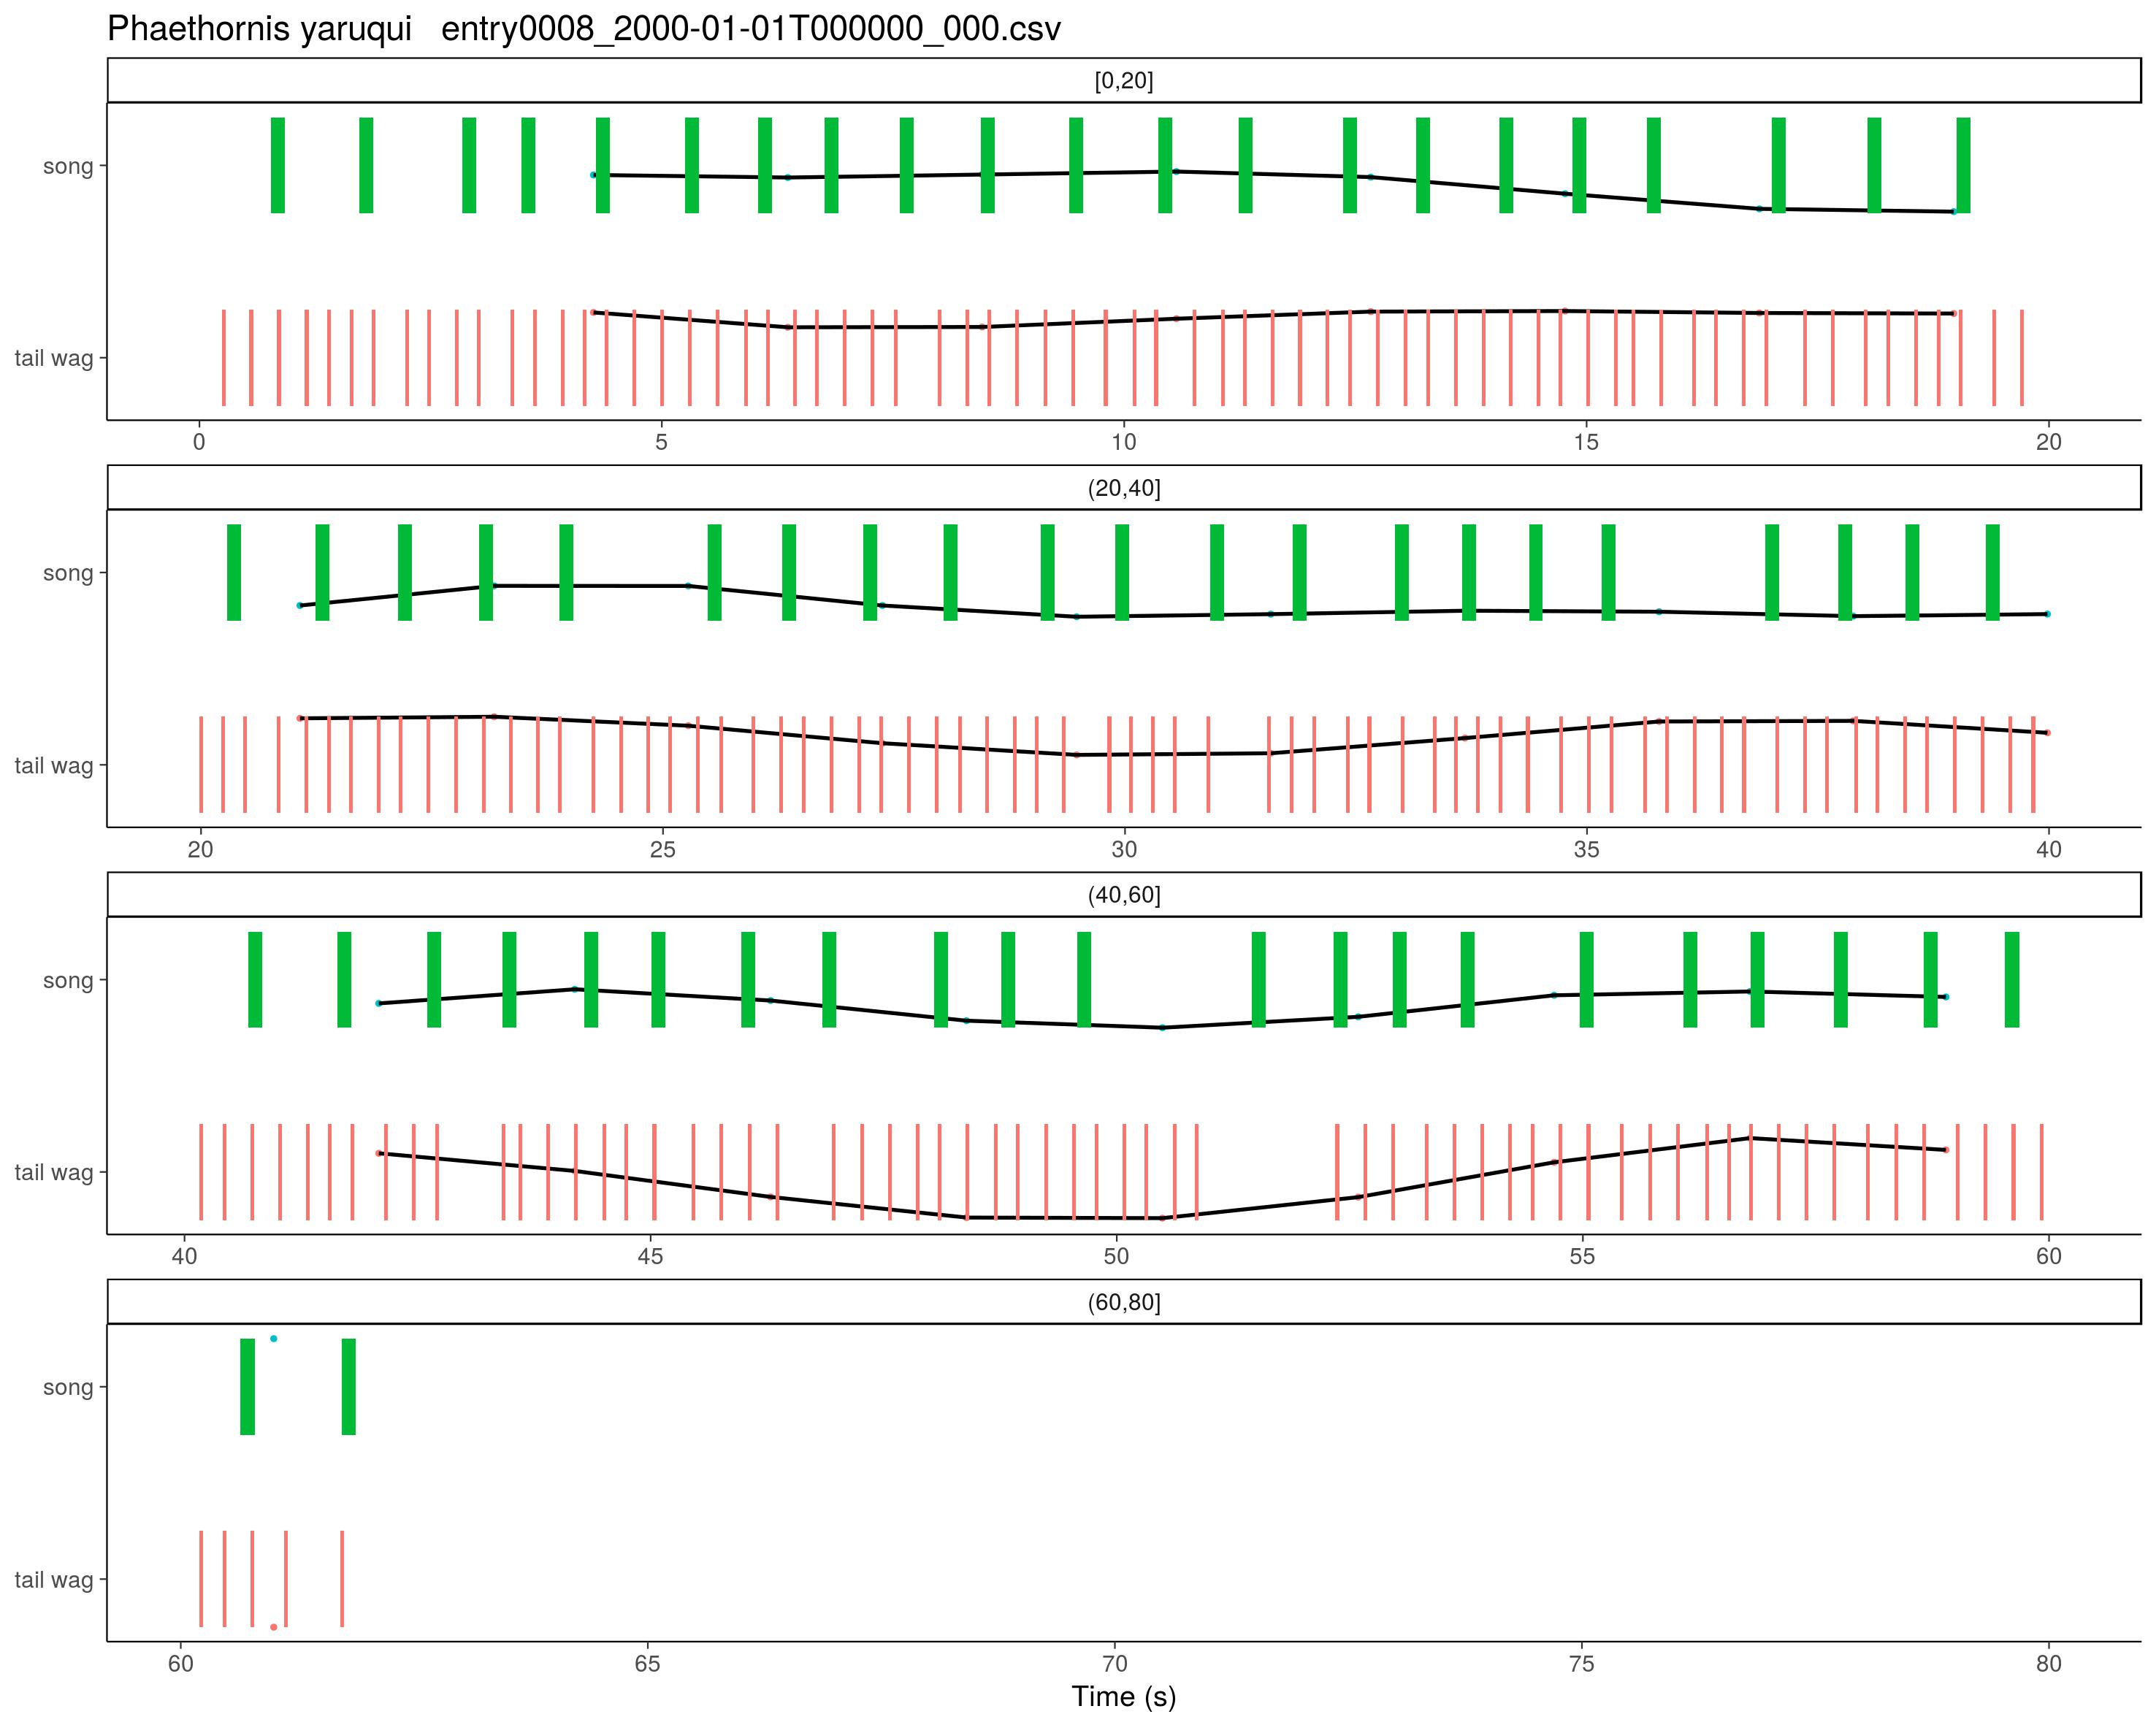 Phaethornis yaruqui entry0008_2000-01-01T000000_000.csv
[0,20]
song
tail wag
0 5 10 15 20
(20,40]
song
tail wag
20 25 30 35 40
(40,60]
song
tail wag
40 45 50 55 60
(60,80]
song
tail wag
60 65 70 75 80
Time (s)